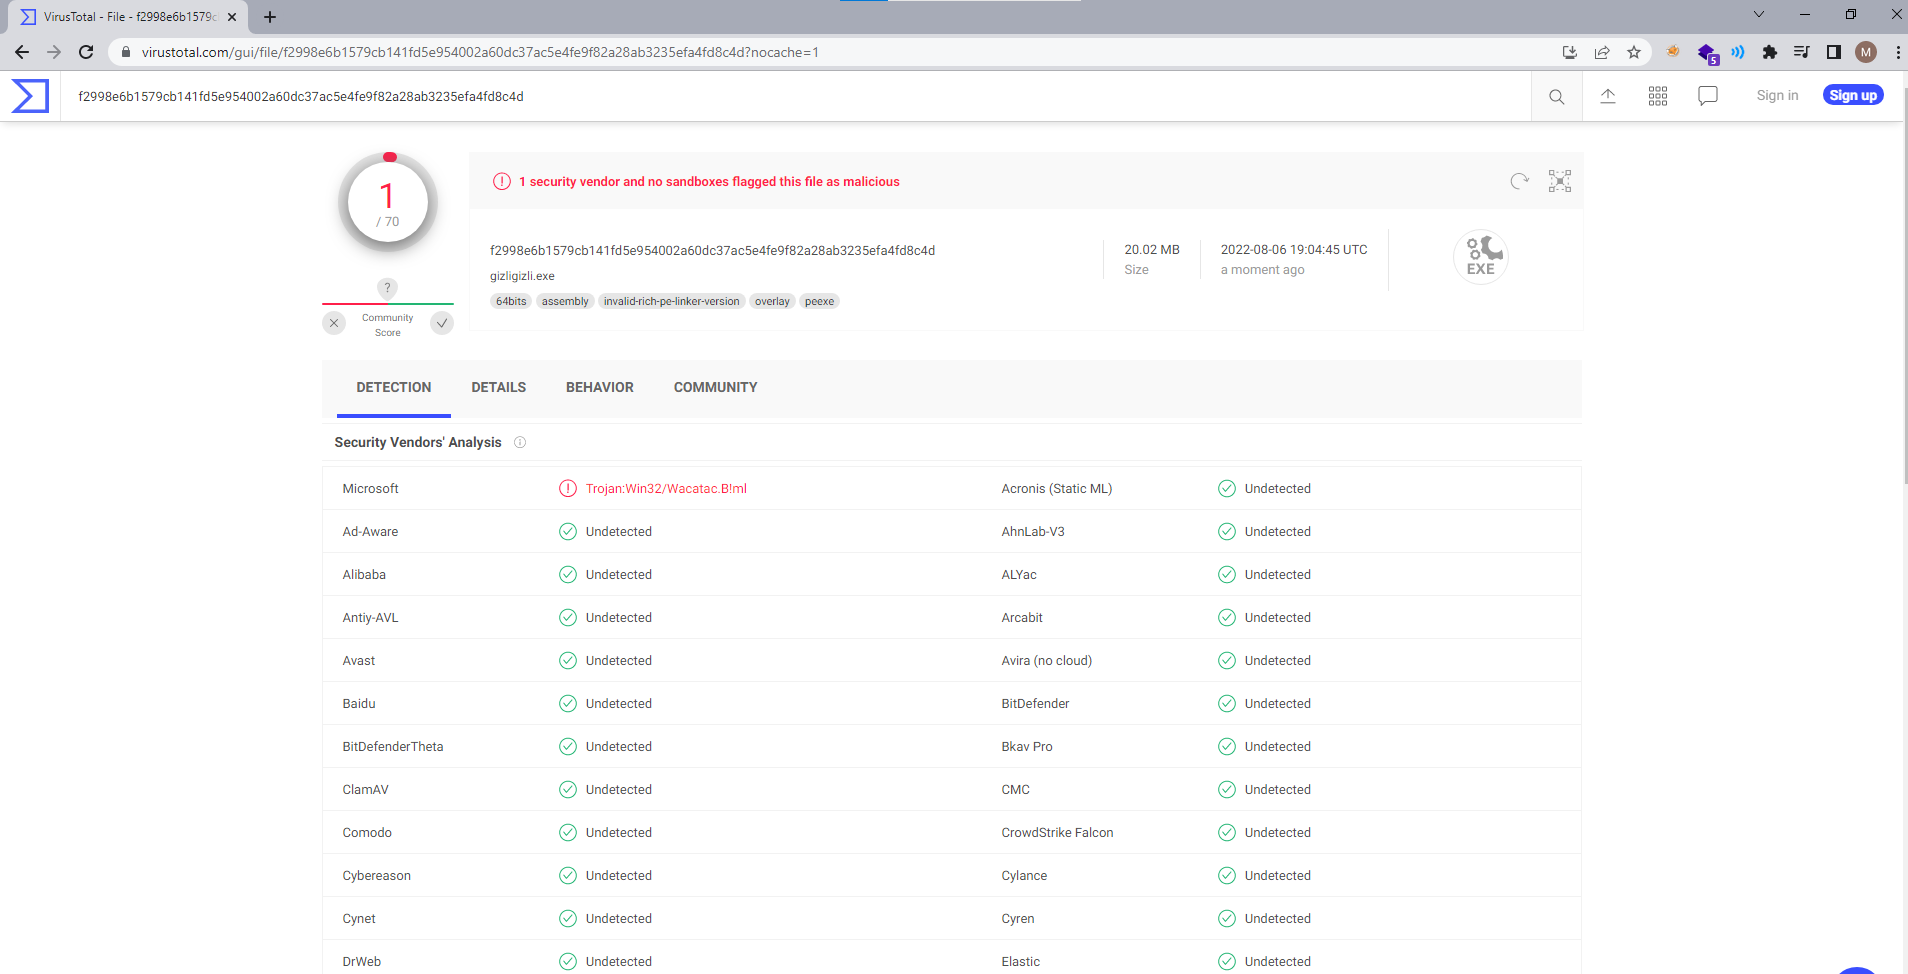 VirusTotal - File - f2998e6b1579c
virustotal.com/gui/file/f2998e6b1579cb141fd5e954002a60dc37ac5e4fe9f82a28ab3235efa4fd8c4d?nocache=1
5
M
f2998e6b1579cb141fd5e954002a60dc37ac5e4fe9f82a28ab3235efa4fd8c4d
Sign in
Sign up
1
/ 70
?
Community
Score
1 security vendor and no sandboxes flagged this file as malicious
f2998e6b1579cb141fd5e954002a60dc37ac5e4fe9f82a28ab3235efa4fd8c4d
gizligizli.exe
64bits assembly invalid-rich-pe-linker-version overlay peexe
20.02 MB
Size
2022-08-06 19:04:45 UTC
a moment ago
EXE
DETECTION DETAILS BEHAVIOR COMMUNITY
Security Vendors' Analysis
Microsoft Trojan:Win32/Wacatac.B!ml Acronis (Static ML) Undetected
Ad-Aware Undetected AhnLab-V3 Undetected
Alibaba Undetected ALYac Undetected
Antiy-AVL Undetected Arcabit Undetected
Avast Undetected Avira (no cloud) Undetected
Baidu Undetected BitDefender Undetected
BitDefenderTheta Undetected Bkav Pro Undetected
ClamAV Undetected CMC Undetected
Comodo Undetected CrowdStrike Falcon Undetected
Cybereason Undetected Cylance Undetected
Cynet Undetected Cyren Undetected
DrWeb Undetected Elastic Undetected